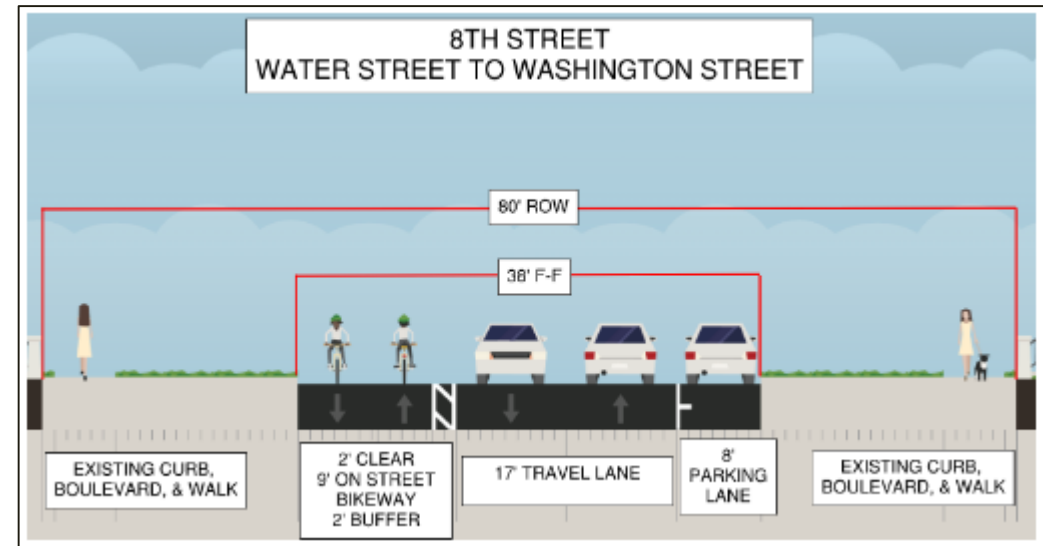 8TH STREET
WATER STREET TO WASHINGTON STREET
80' ROW
38' F-F
EXISTING CURB,
BOULEVARD, & WALK
2' CLEAR
9' ON STREET
BIKEWAY
2' BUFFER
17' TRAVEL LANE
8'
PARKING
LANE
EXISTING CURB,
BOULEVARD, & WALK